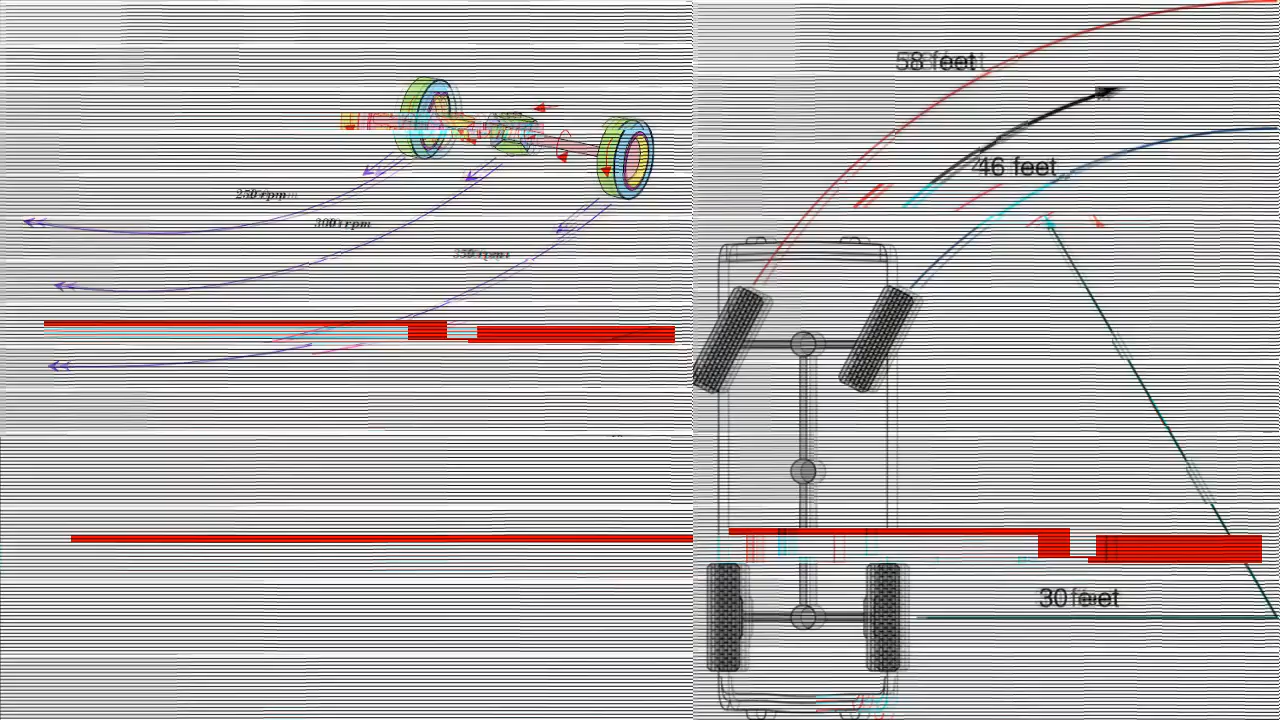 250 rpm
300 rpm
350 rpm
58 feet
46 feet
30 feet